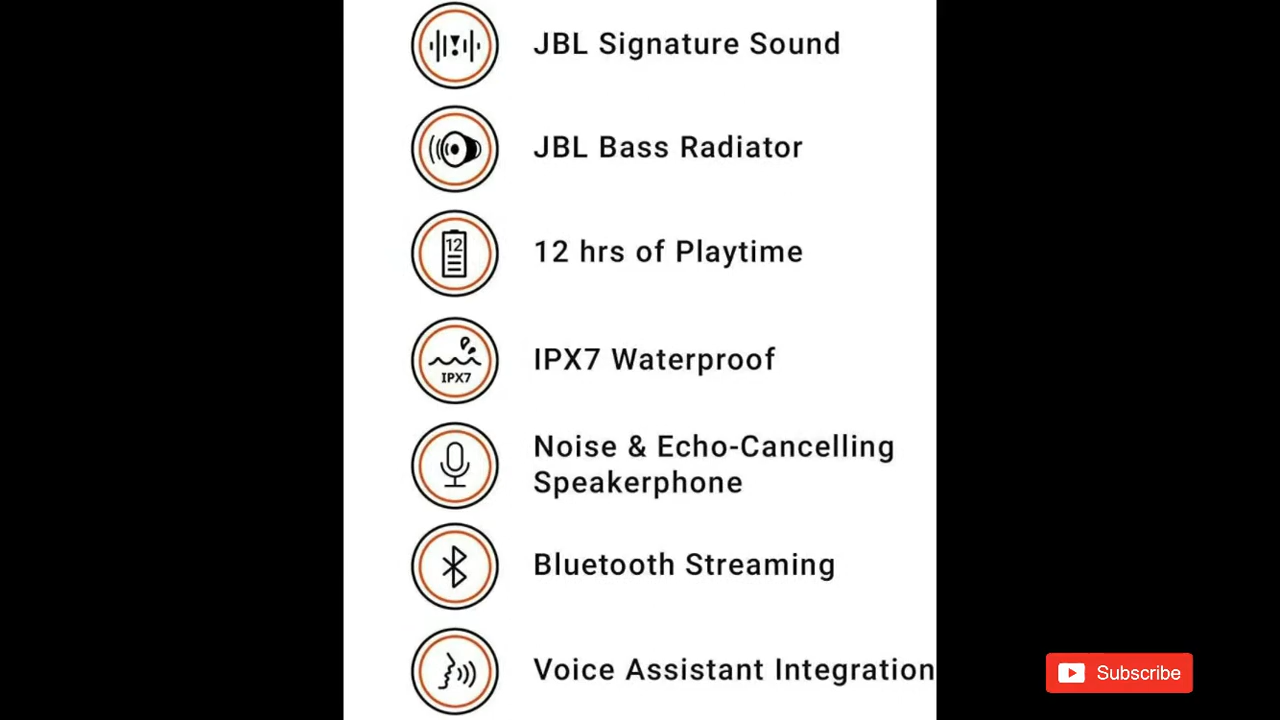 JBL Signature Sound
JBL Bass Radiator
12
12 hrs of Playtime
IPX7
IPX7 Waterproof
Noise & Echo-Cancelling
Speakerphone
Bluetooth Streaming
Voice Assistant Integration
Subscribe